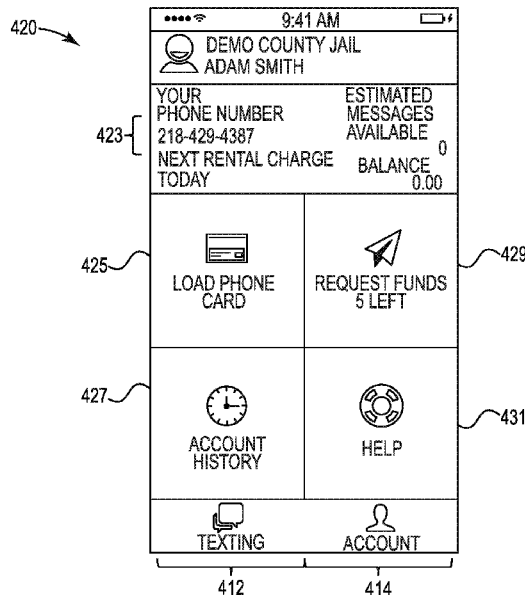 420
9:41 AM
DEMO COUNTY JAIL
ADAM SMITH
YOUR
PHONE NUMBER
218-429-4387
NEXT RENTAL CHARGE
TODAY
ESTIMATED
MESSAGES
AVAILABLE
0
BALANCE
0.00
423
425
LOAD PHONE
CARD
REQUEST FUNDS
5 LEFT
429
427
ACCOUNT
HISTORY
HELP
431
TEXTING
ACCOUNT
412
414